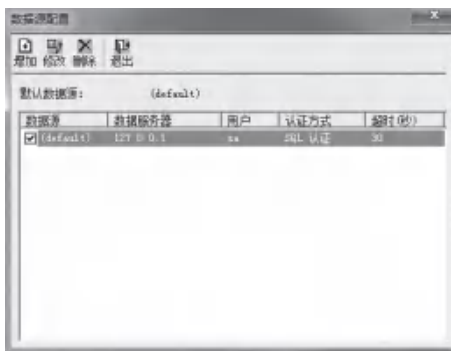 数据源配置
增加 修改 删除 退出
默认数据源： (default)
数据源 数据服务器 用户 认证方式 超时(秒)
(default) 127.0.0.1 sa SQL 认证 30